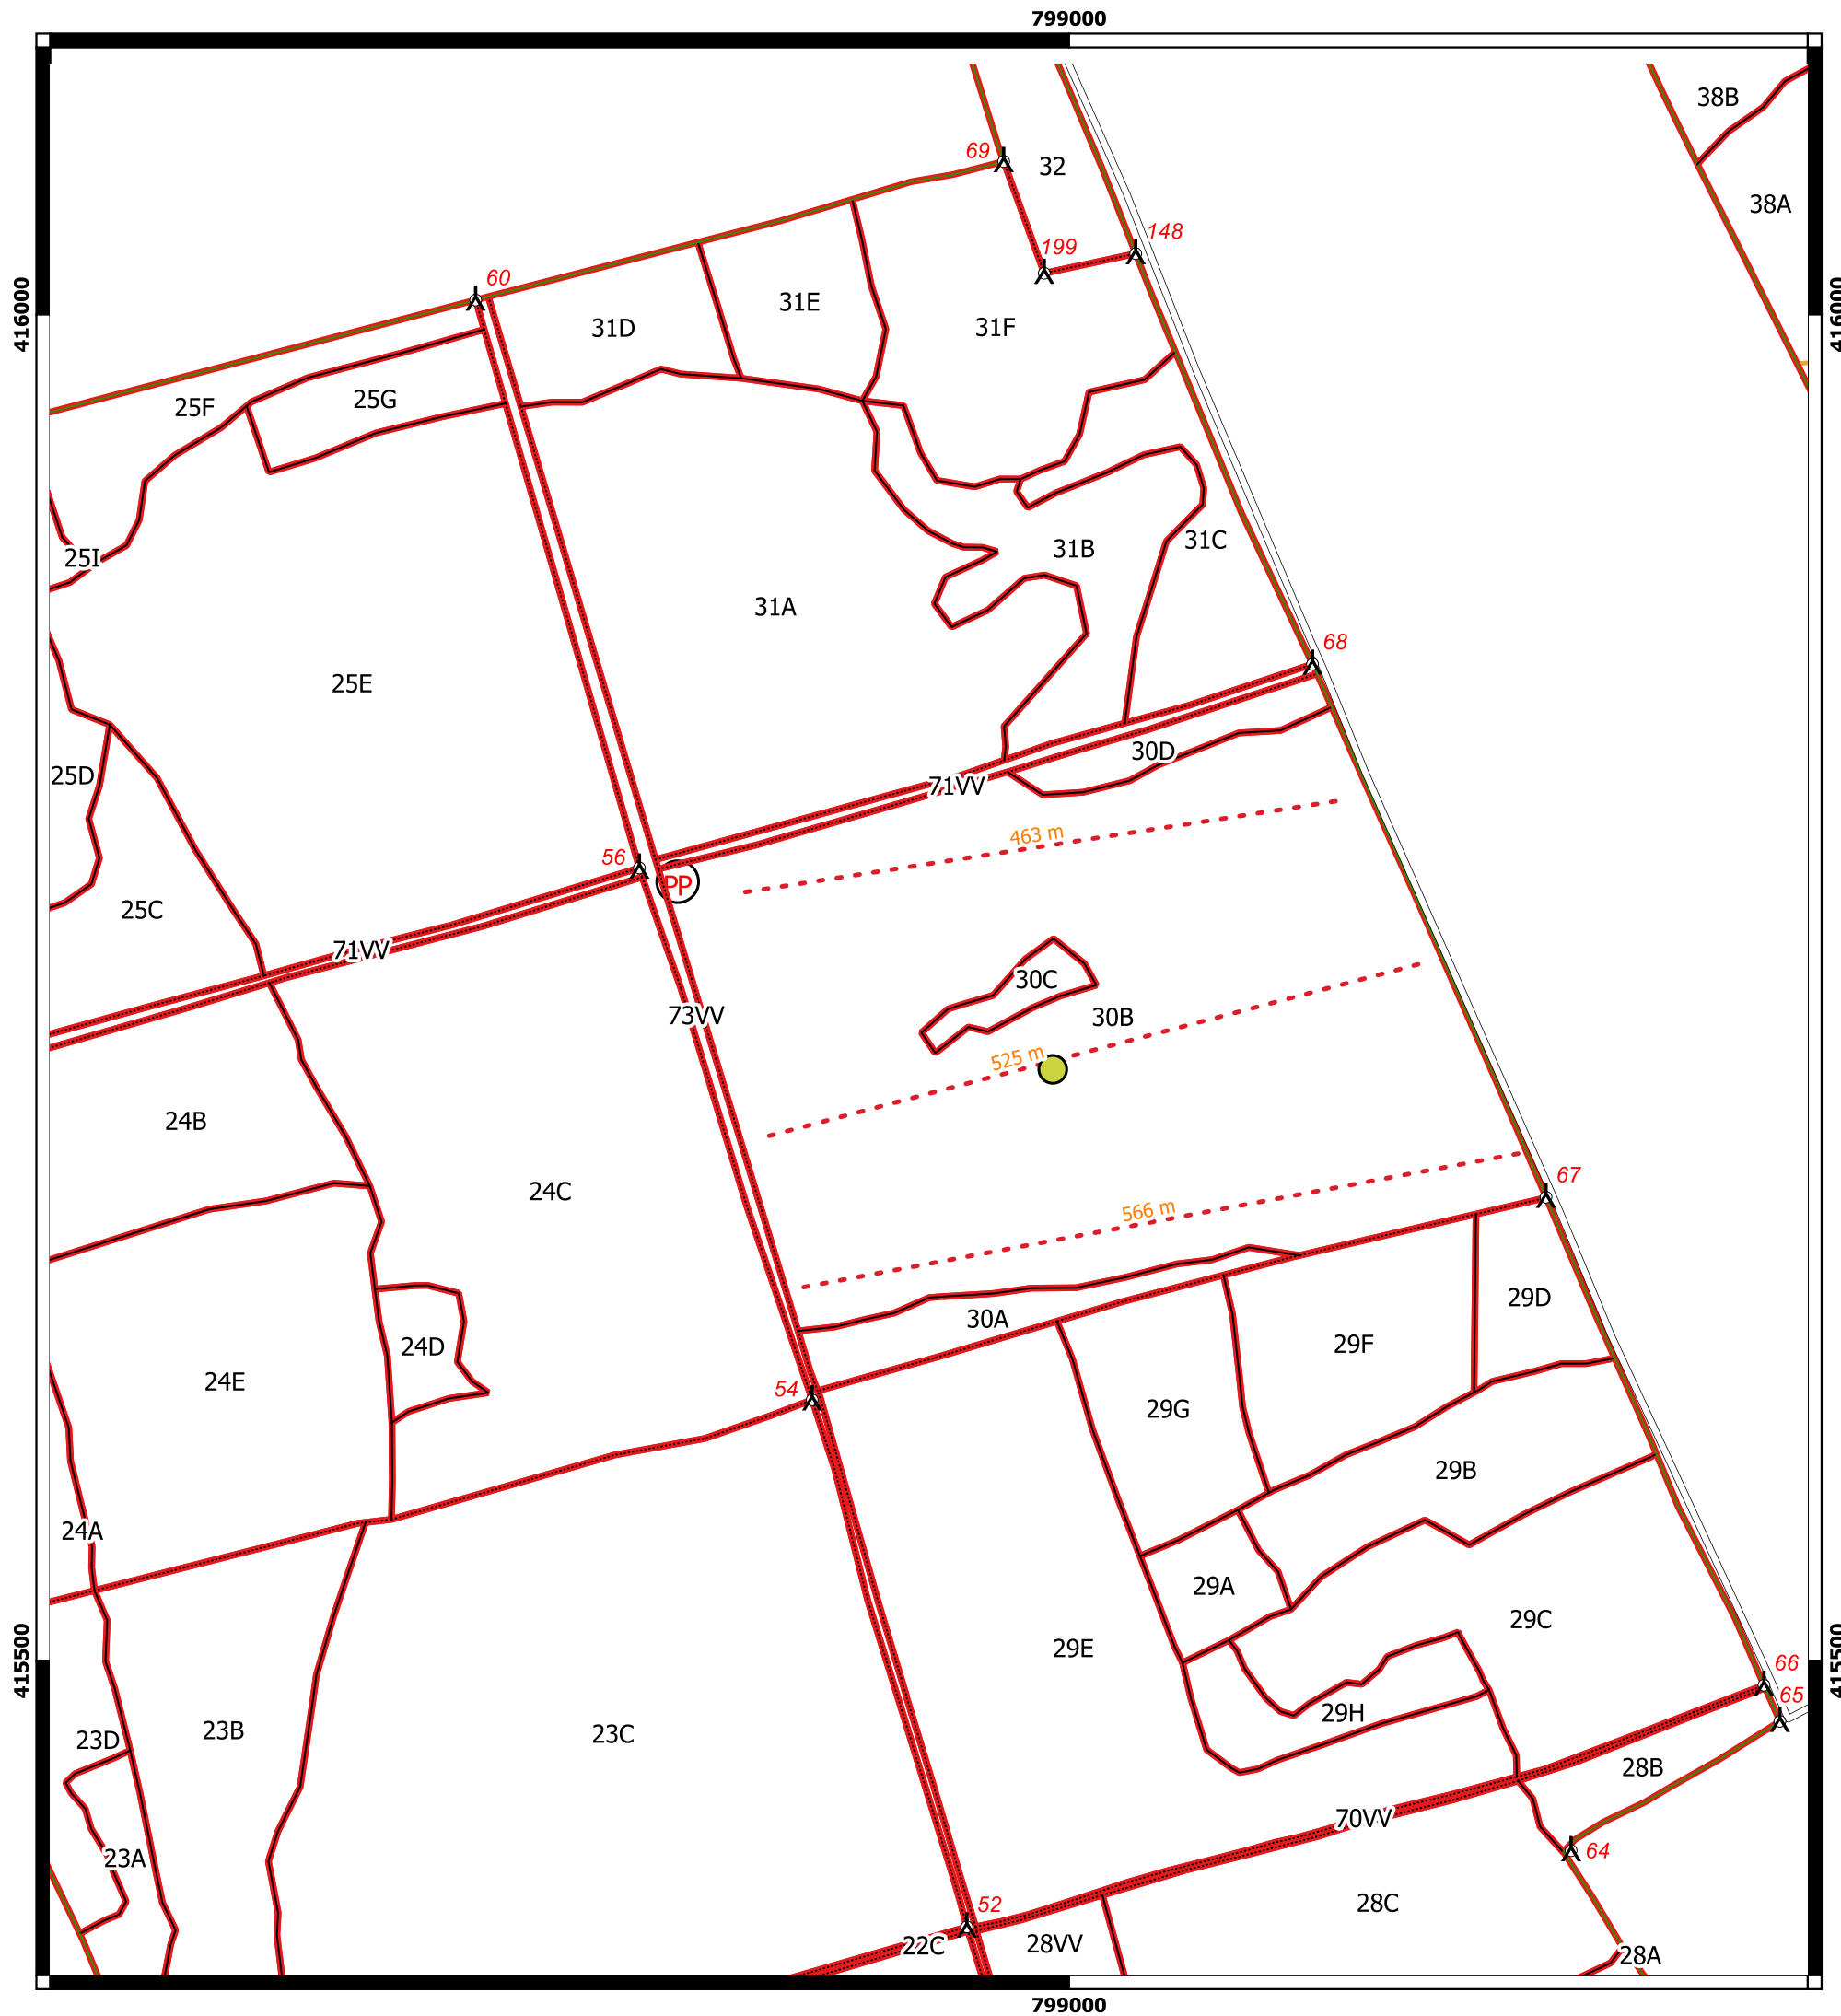 799000
38B
69
32
38A
148
199
60
416000
416000
31E
31D
31F
25G
25F
31C
31B
25I
31A
68
25E
30D
25D
71VV
463 m
56
PP
25C
71VV
30C
73VV
30B
525 m
24B
67
24C
566 m
29D
30A
29F
24D
24E
54
29G
29B
24A
29A
29C
29E
415500
415500
66
65
29H
23B
23C
23D
28B
70VV
64
23A
28C
52
22C
28VV
28A
799000